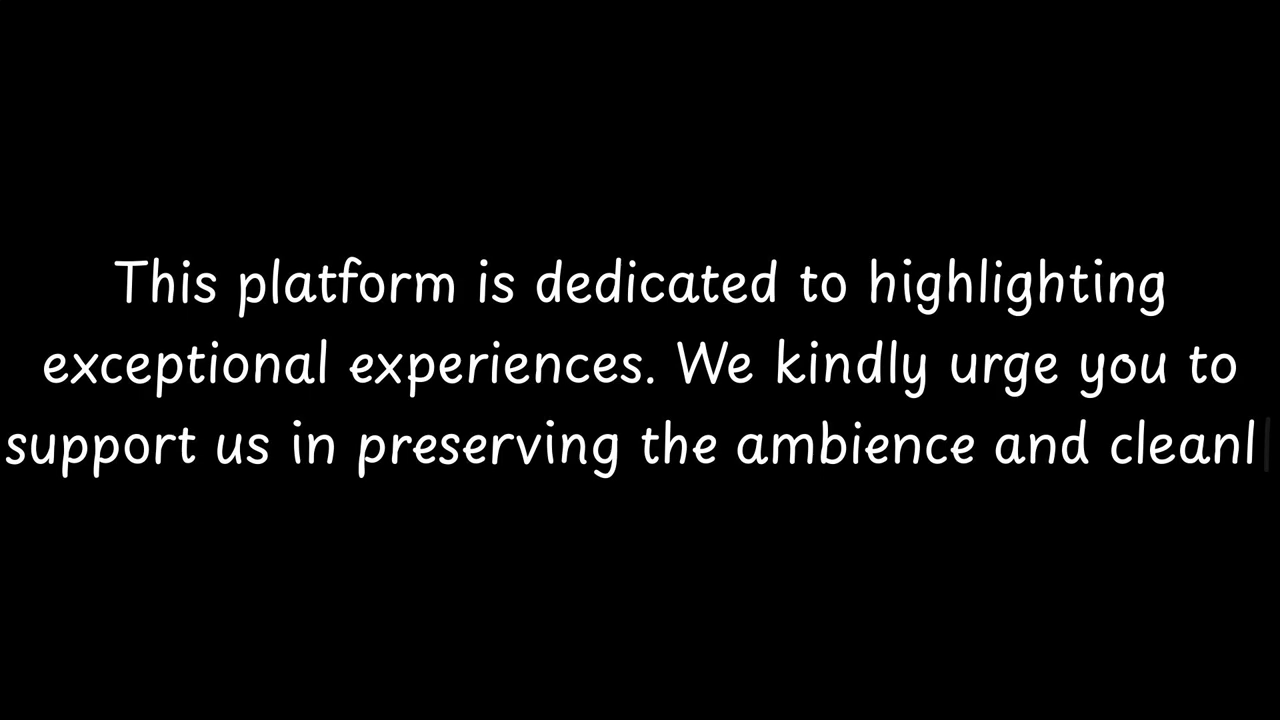 This platform is dedicated to highlighting
exceptional experiences. We kindly urge you to
support us in preserving the ambience and cleanl